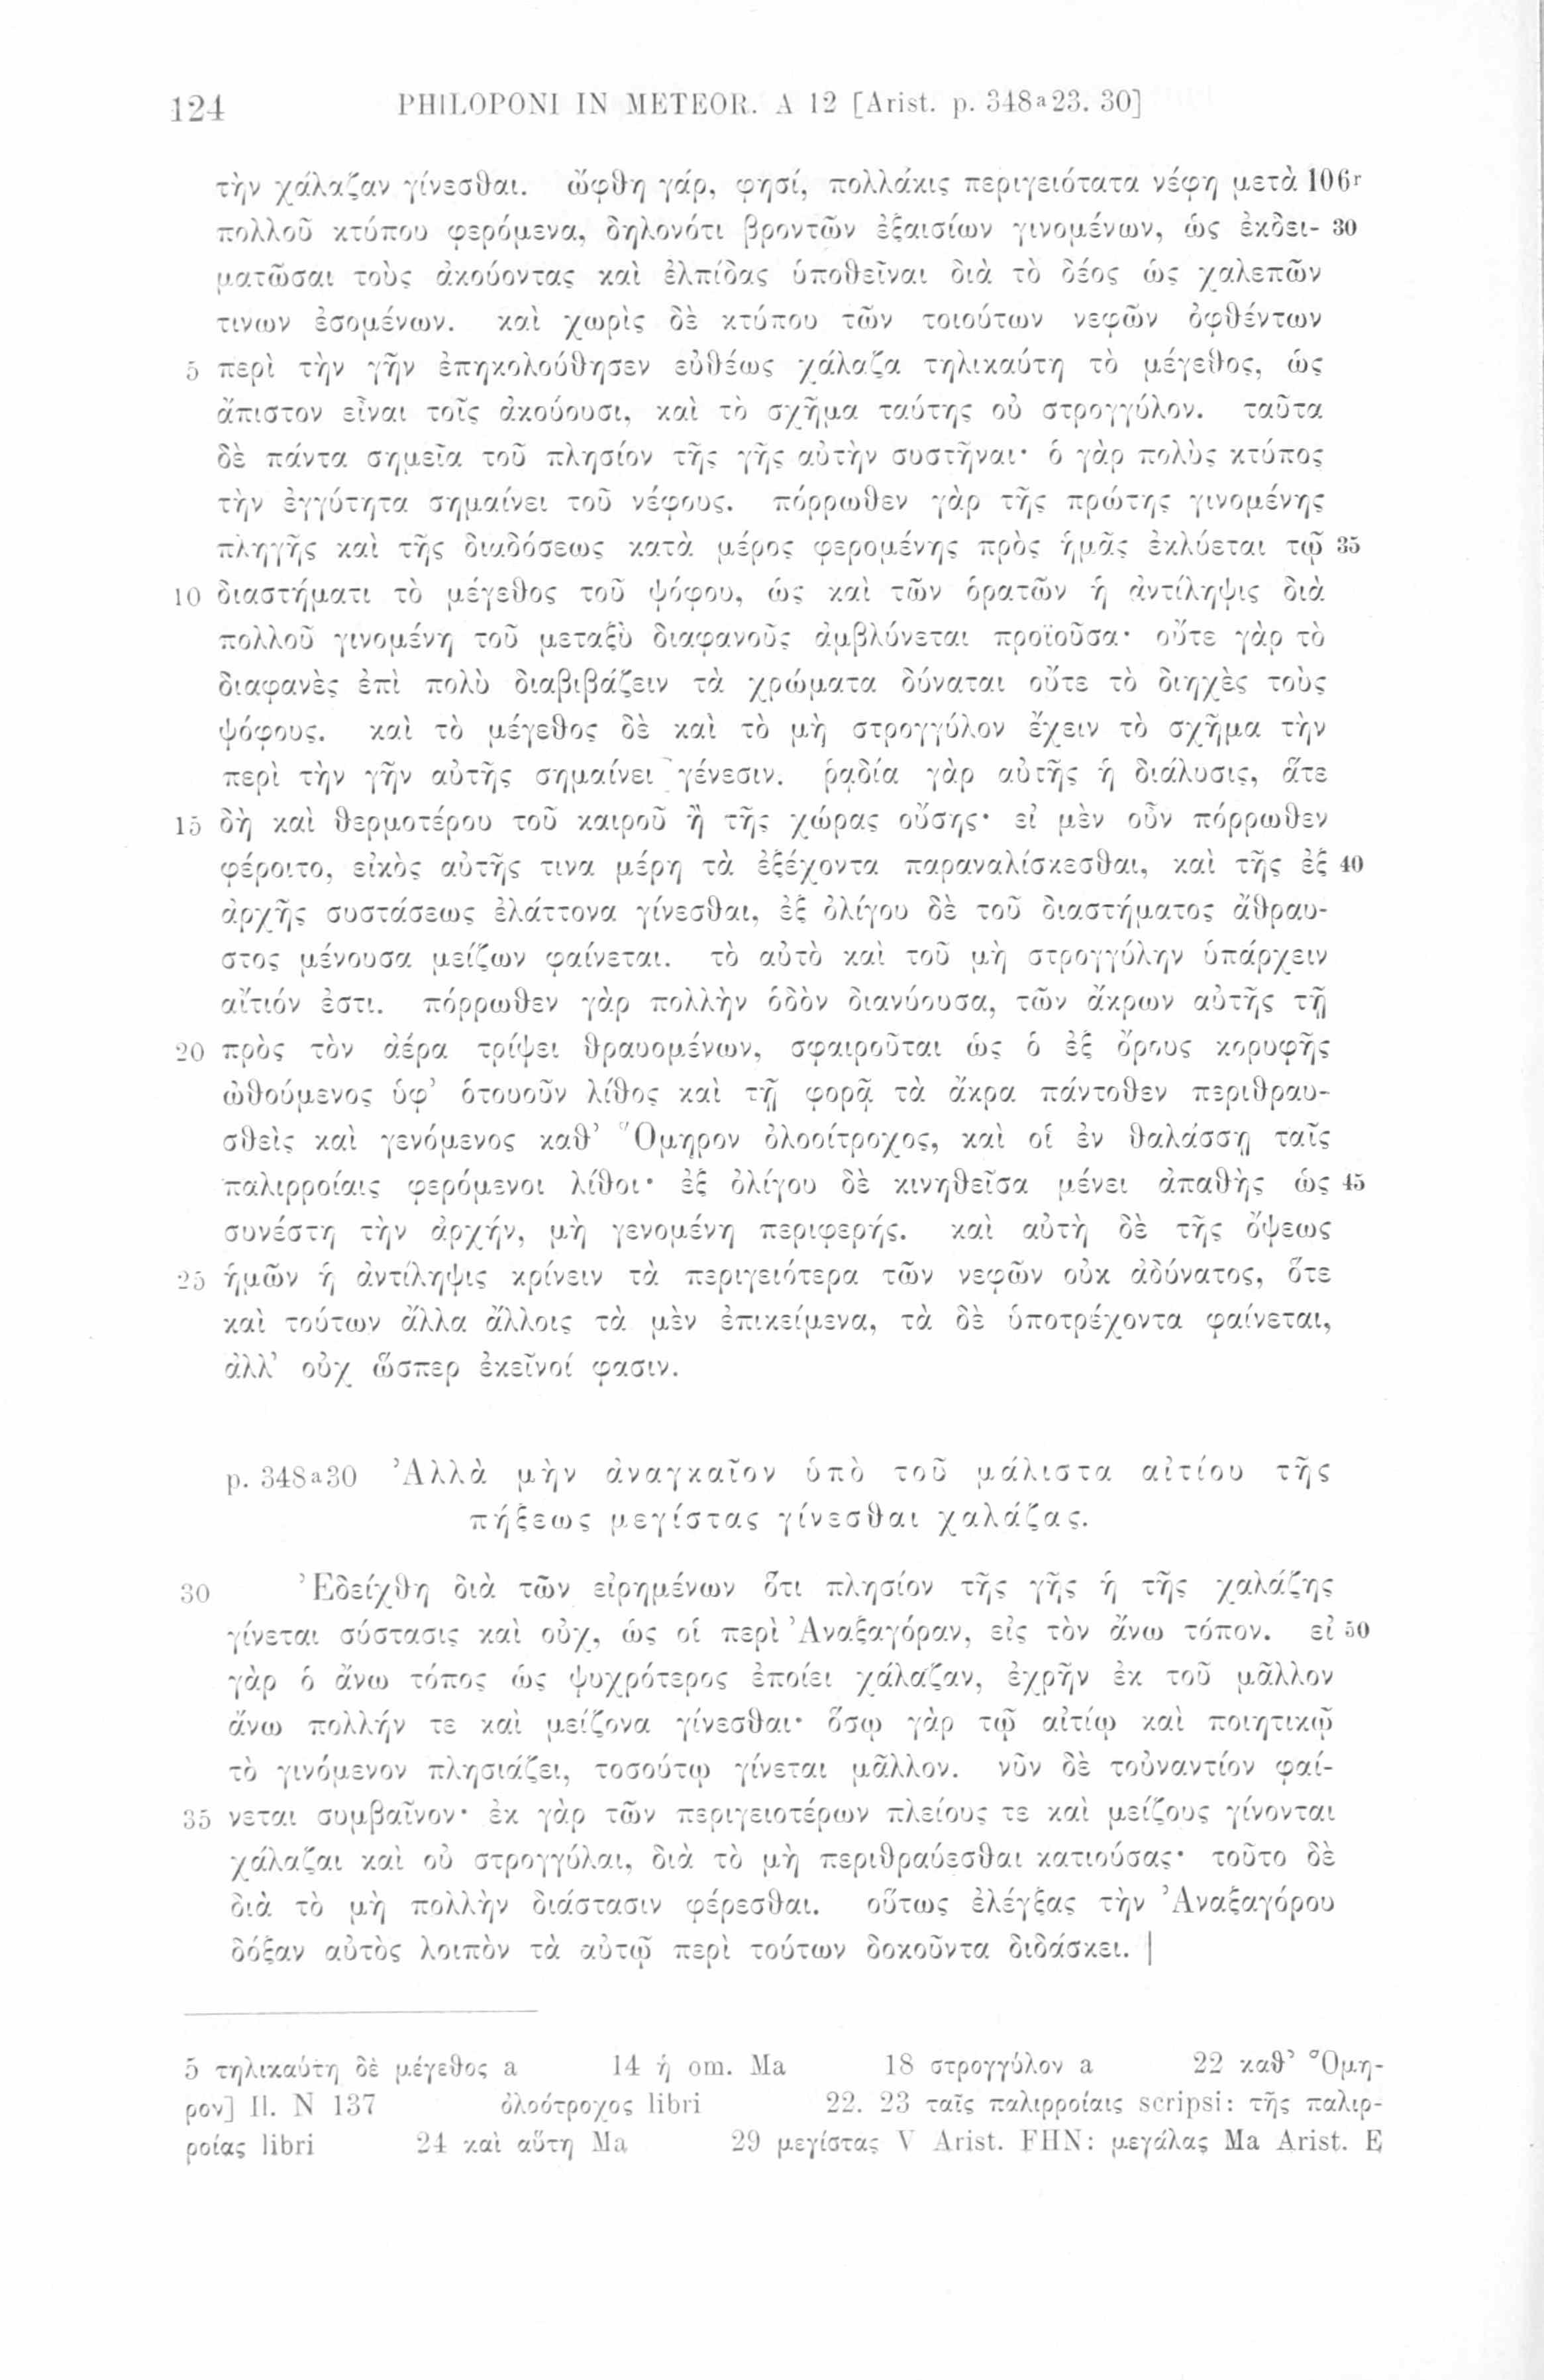 124 PHILOPONI IN METEOR. A 12 [Arist. p. 348a23. 30]
τὴν χάλαζαν γίνεσθαι. ὤφθη γάρ, φησί, πολλάκις περιγειότατα νέφη μετὰ 106r
πολλοῦ κτύπου φερόμενα, δηλονότι βροντῶν ἐξαισίων γινομένων, ὡς ἐκδει- 30
ματῶσαι τοὺς ἀκούοντας καὶ ἐλπίδας ὑποθεῖναι διὰ τὸ δέος ὡς χαλεπῶν
τινων ἐσομένων. καὶ χωρὶς δὲ κτύπου τῶν τοιούτων νεφῶν ὀφθέντων
5 περὶ τὴν γῆν ἐπηκολούθησεν εὐθέως χάλαζα τηλικαύτη τὸ μέγεθος, ὡς
ἄπιστον εἶναι τοῖς ἀκούουσι, καὶ τὸ σχῆμα ταύτης οὐ στρογγύλον. ταῦτα
δὲ πάντα σημεῖα τοῦ πλησίον τῆς γῆς αὐτὴν συστῆναι· ὁ γὰρ πολὺς κτύπος
τὴν ἐγγύτητα σημαίνει τοῦ νέφους. πόρρωθεν γὰρ τῆς πρώτης γινομένης
πληγῆς καὶ τῆς διαδόσεως κατὰ μέρος φερομένης πρὸς ἡμᾶς ἐκλύεται τῷ 35
10 διαστήματι τὸ μέγεθος τοῦ ψόφου, ὡς καὶ τῶν ὁρατῶν ἡ ἀντίληψις διὰ
πολλοῦ γινομένη τοῦ μεταξὺ διαφανοῦς ἀμβλύνεται προϊοῦσα· οὔτε γὰρ τὸ
διαφανὲς ἐπὶ πολὺ διαβιβάζειν τὰ χρώματα δύναται οὔτε τὸ διηχὲς τοὺς
ψόφους. καὶ τὸ μέγεθος δὲ καὶ τὸ μὴ στρογγύλον ἔχειν τὸ σχῆμα τὴν
περὶ τὴν γῆν αὐτῆς σημαίνει γένεσιν. ῥᾳδία γὰρ αὐτῆς ἡ διάλυσις, ἅτε
15 δὴ καὶ θερμοτέρου τοῦ καιροῦ ἢ τῆς χώρας οὔσης· εἰ μὲν οὖν πόρρωθεν
φέροιτο, εἰκὸς αὐτῆς τινα μέρη τὰ ἐξέχοντα παραναλίσκεσθαι, καὶ τῆς ἐξ 40
ἀρχῆς συστάσεως ἐλάττονα γίνεσθαι, ἐξ ὀλίγου δὲ τοῦ διαστήματος ἄθραυ-
στος μένουσα μείζων φαίνεται. τὸ αὐτὸ καὶ τοῦ μὴ στρογγύλην ὑπάρχειν
αἴτιόν ἐστι. πόρρωθεν γὰρ πολλὴν ὁδὸν διανύουσα, τῶν ἄκρων αὐτῆς τῇ
20 πρὸς τὸν ἀέρα τρίψει θραυομένων, σφαιροῦται ὡς ὁ ἐξ ὄρους κορυφῆς
ὠθούμενος ὑφ’ ὁτουοῦν λίθος καὶ τῇ φορᾷ τὰ ἄκρα πάντοθεν περιθραυ-
σθεὶς καὶ γενόμενος καθ’ Ὅμηρον ὀλοοίτροχος, καὶ οἱ ἐν θαλάσσῃ ταῖς
παλιρροίαις φερόμενοι λίθοι· ἐξ ὀλίγου δὲ κινηθεῖσα μένει ἀπαθὴς ὡς 45
συνέστη τὴν ἀρχήν, μὴ γενομένη περιφερής. καὶ αὐτὴ δὲ τῆς ὄψεως
25 ἡμῶν ἡ ἀντίληψις κρίνειν τὰ περιγειότερα τῶν νεφῶν οὐκ ἀδύνατος, ὅτε
καὶ τούτων ἄλλα ἄλλοις τὰ μὲν ἐπικείμενα, τὰ δὲ ὑποτρέχοντα φαίνεται,
ἀλλ’ οὐχ ὥσπερ ἐκεῖνοί φασιν.
p. 348a30 Ἀλλὰ μὴν ἀναγκαῖον ὑπὸ τοῦ μάλιστα αἰτίου τῆς
πήξεως μεγίστας γίνεσθαι χαλάζας.
30 Ἐδείχθη διὰ τῶν εἰρημένων ὅτι πλησίον τῆς γῆς ἡ τῆς χαλάζης
γίνεται σύστασις καὶ οὐχ, ὡς οἱ περὶ Ἀναξαγόραν, εἰς τὸν ἄνω τόπον. εἰ 50
γὰρ ὁ ἄνω τόπος ὡς ψυχρότερος ἐποίει χάλαζαν, ἐχρῆν ἐκ τοῦ μᾶλλον
ἄνω πολλήν τε καὶ μείζονα γίνεσθαι· ὅσῳ γὰρ τῷ αἰτίῳ καὶ ποιητικῷ
τὸ γινόμενον πλησιάζει, τοσούτῳ γίνεται μᾶλλον. νῦν δὲ τοὐναντίον φαί-
35 νεται συμβαῖνον· ἐκ γὰρ τῶν περιγειοτέρων πλείους τε καὶ μείζους γίνονται
χάλαζαι καὶ οὐ στρογγύλαι, διὰ τὸ μὴ περιθραύεσθαι κατιούσας· τοῦτο δὲ
διὰ τὸ μὴ πολλὴν διάστασιν φέρεσθαι. οὕτως ἐλέγξας τὴν Ἀναξαγόρου
δόξαν αὐτὸς λοιπὸν τὰ αὐτῷ περὶ τούτων δοκοῦντα διδάσκει. |
5 τηλικαύτη δὲ μέγεθος a 14 ἡ om. Ma 18 στρογγύλον a 22 καθ’ Ὅμη-
ρον] Il. N 137 ὀλοότροχος libri 22. 23 ταῖς παλιρροίαις scripsi: τῆς παλιρ-
ροίας libri 24 καὶ αὕτη Ma 29 μεγίστας V Arist. FHN: μεγάλας Ma Arist. E